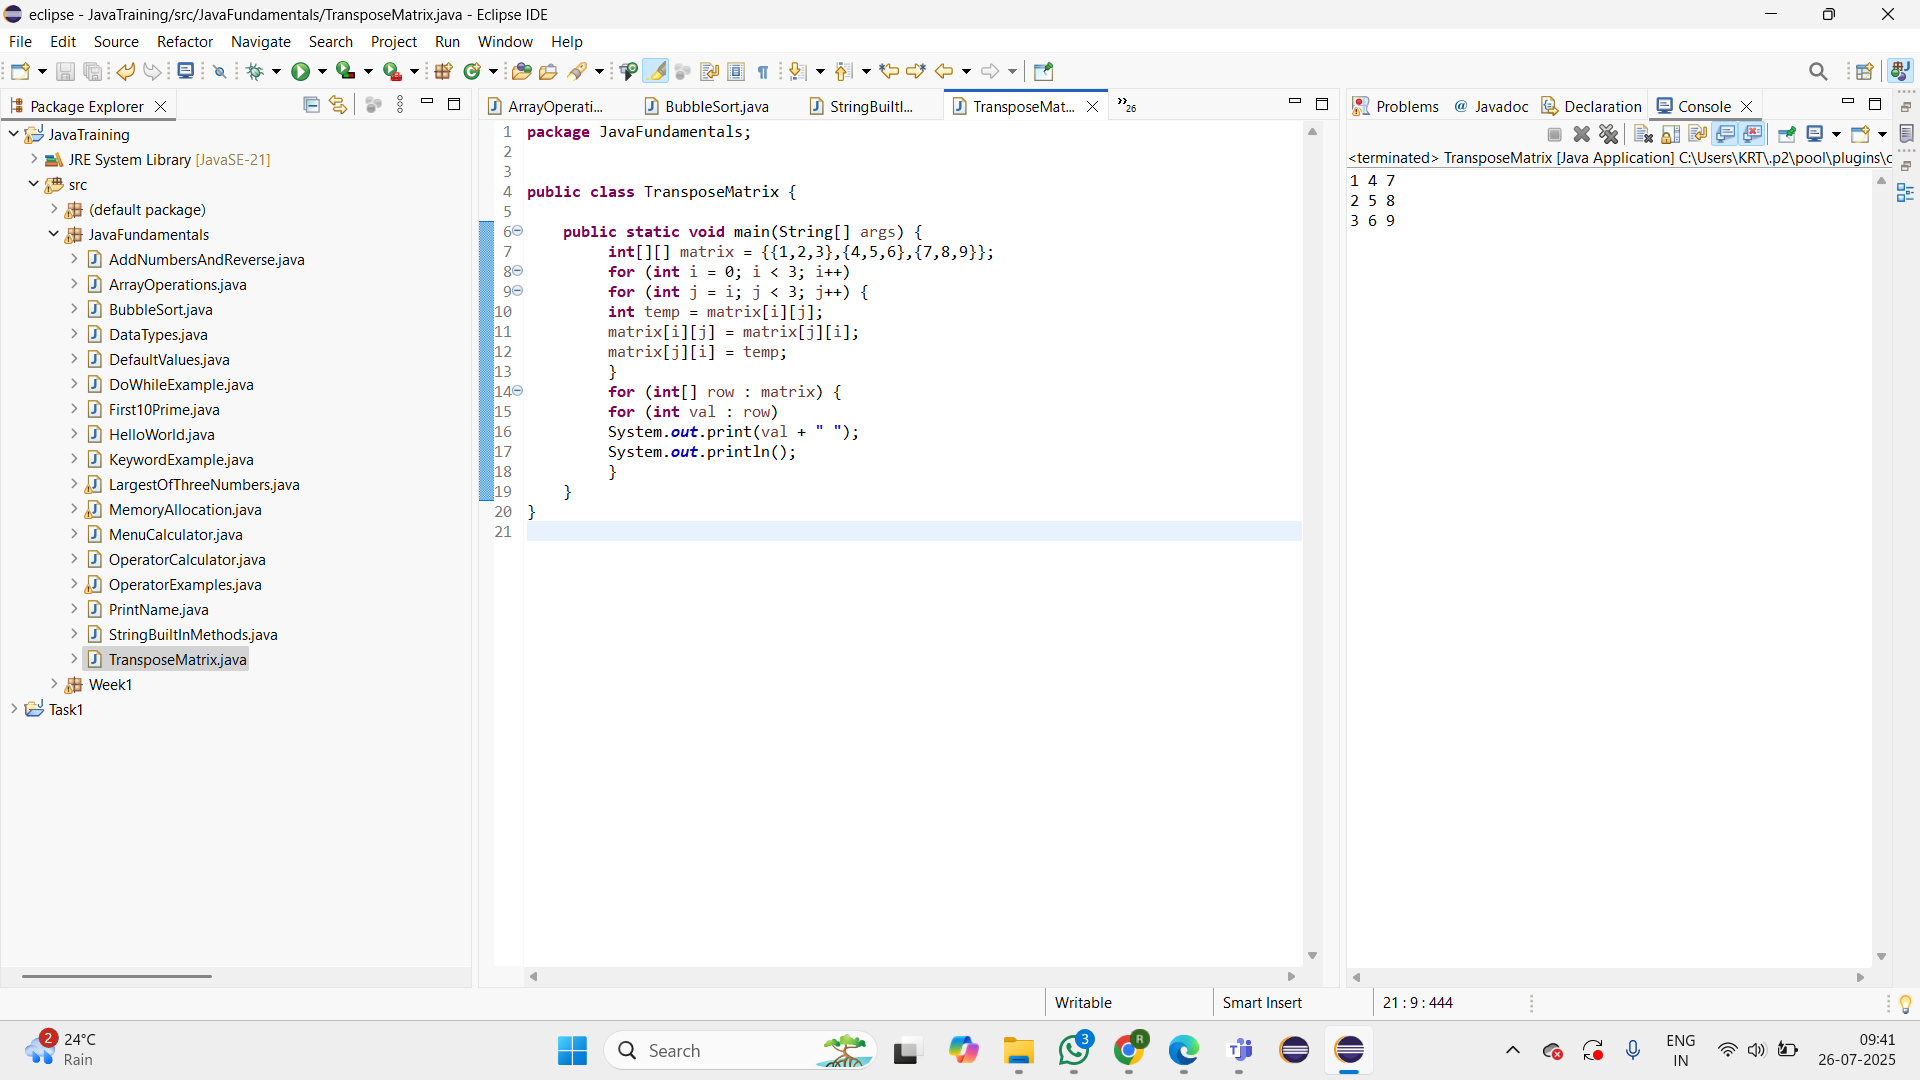 eclipse - JavaTraining/src/JavaFundamentals/TransposeMatrix.java - Eclipse IDE
File Edit Source Refactor Navigate Search Project Run Window Help
Package Explorer
JavaTraining
JRE System Library [JavaSE-21]
src
(default package)
JavaFundamentals
AddNumbersAndReverse.java
ArrayOperations.java
BubbleSort.java
DataTypes.java
DefaultValues.java
DoWhileExample.java
First10Prime.java
HelloWorld.java
KeywordExample.java
LargestOfThreeNumbers.java
MemoryAllocation.java
MenuCalculator.java
OperatorCalculator.java
OperatorExamples.java
PrintName.java
StringBuiltInMethods.java
TransposeMatrix.java
Week1
Task1
ArrayOperati... BubbleSort.java StringBuiltI... TransposeMat... »26
1 package JavaFundamentals;
2
3
4 public class TransposeMatrix {
5
6 public static void main(String[] args) {
7 int[][] matrix = {{1,2,3},{4,5,6},{7,8,9}};
8 for (int i = 0; i < 3; i++)
9 for (int j = i; j < 3; j++) {
10 int temp = matrix[i][j];
11 matrix[i][j] = matrix[j][i];
12 matrix[j][i] = temp;
13 }
14 for (int[] row : matrix) {
15 for (int val : row)
16 System.out.print(val + " ");
17 System.out.println();
18 }
19 }
20 }
21
Problems @ Javadoc Declaration Console
<terminated> TransposeMatrix [Java Application] C:\Users\KRT\.p2\pool\plugins\c
1 4 7
2 5 8
3 6 9
Writable Smart Insert 21 : 9 : 444
2 24°C
Rain
Search
3
R
ENG
IN
09:41
26-07-2025